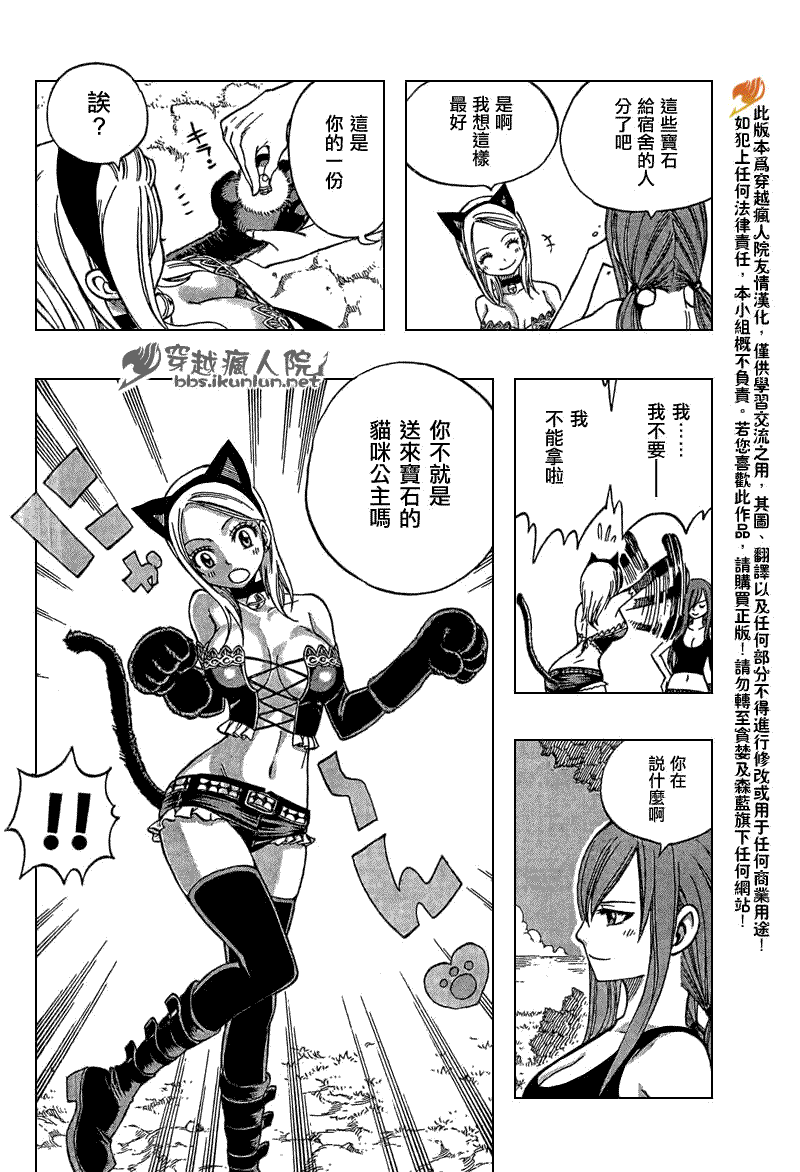 這些寶石
給宿舍的人
分了吧
是啊
我想這樣
最好
這是
你的一份
誒?
我……
我不要——
我
不能拿啦
你在
説什麼啊
你不就是
送來寶石的
貓咪公主嗎
!!
にゃーん
穿越瘋人院
bbs.ikunlun.net
此版本爲穿越瘋人院友情漢化，僅供學習交流之用，其圖、翻譯以及任何部分不得進行修改或用于任何商業用途！
如犯上任何法律責任，本小組概不負責。若您喜歡此作品，請購買正版！請勿轉至貪婪及森藍旗下任何網站！